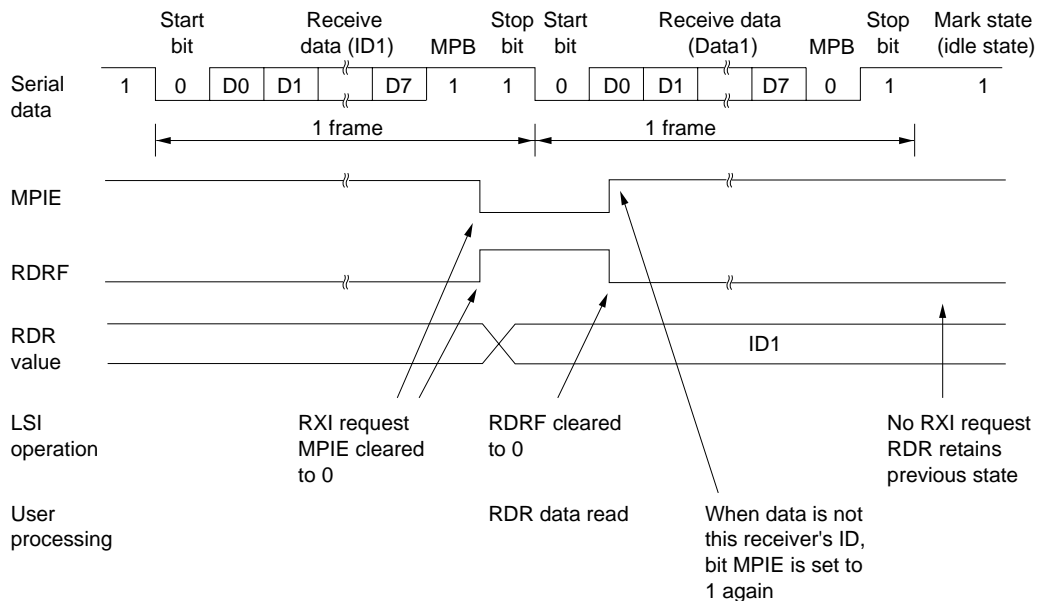 Start bit
Receive data (ID1)
MPB
Stop bit
Start bit
Receive data (Data1)
MPB
Stop bit
Mark state (idle state)
Serial data
1 0 D0 D1 D7 1 1 0 D0 D1 D7 0 1 1
1 frame
1 frame
MPIE
RDRF
RDR value
ID1
LSI operation
RXI request
MPIE cleared
to 0
RDRF cleared
to 0
No RXI request
RDR retains
previous state
User processing
RDR data read
When data is not
this receiver's ID,
bit MPIE is set to
1 again